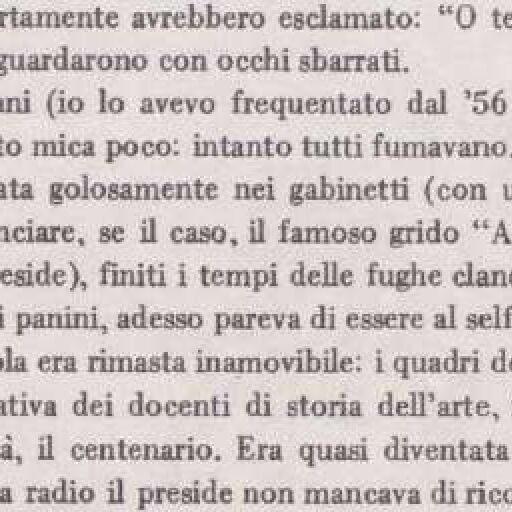 rtamente avrebbero esclamato: “O te
guardarono con occhi sbarrati.
ani (io lo avevo frequentato dal ’56
to mica poco: intanto tutti fumavano.
ata golosamente nei gabinetti (con u
nciare, se il caso, il famoso grido “A
eside), finiti i tempi delle fughe cland
i panini, adesso pareva di essere al self
ola era rimasta inamovibile: i quadri de
ativa dei docenti di storia dell’arte,
à, il centenario. Era quasi diventata
a radio il preside non mancava di rico